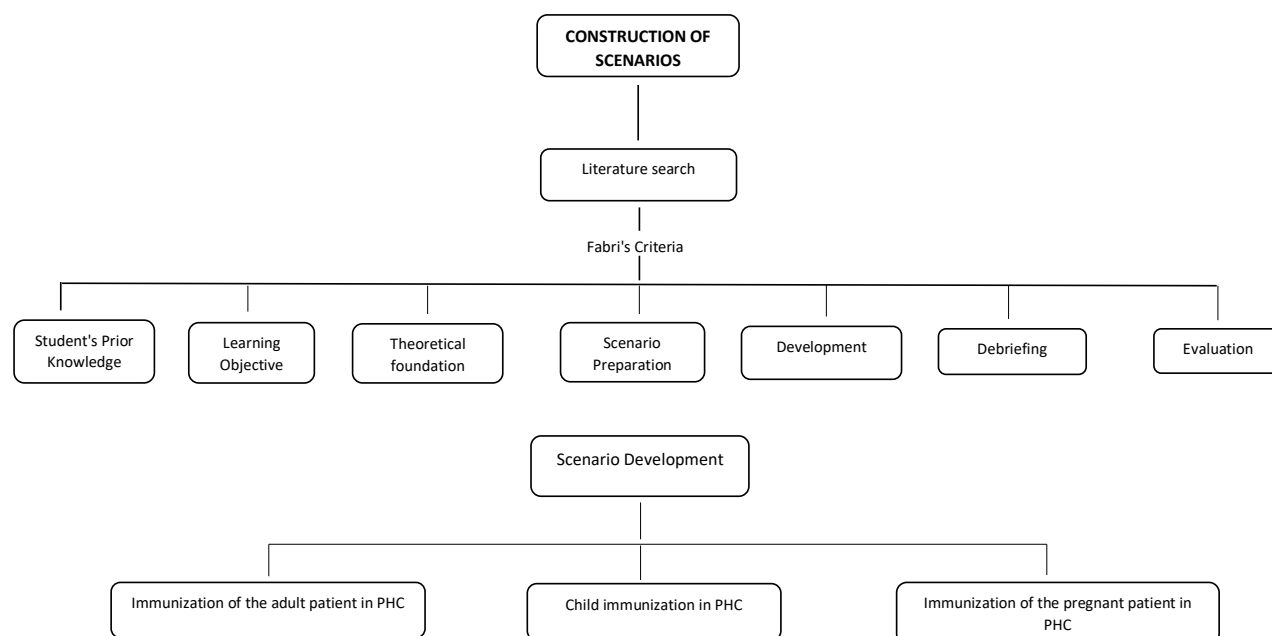 CONSTRUCTION OF
SCENARIOS
Literature search
Fabri's Criteria
Student's Prior
Knowledge
Learning
Objective
Theoretical
foundation
Scenario
Preparation
Development
Debriefing
Evaluation
Scenario Development
Immunization of the adult patient in PHC
Child immunization in PHC
Immunization of the pregnant patient in
PHC